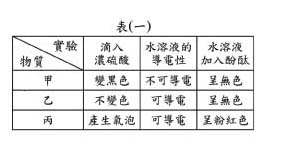 表(一)
實驗
物質
滴入
濃硫酸
水溶液的
導電性
水溶液
加入酚酞
甲 變黑色 不可導電 呈無色
乙 不變色 可導電 呈無色
丙 產生氣泡 可導電 呈粉紅色